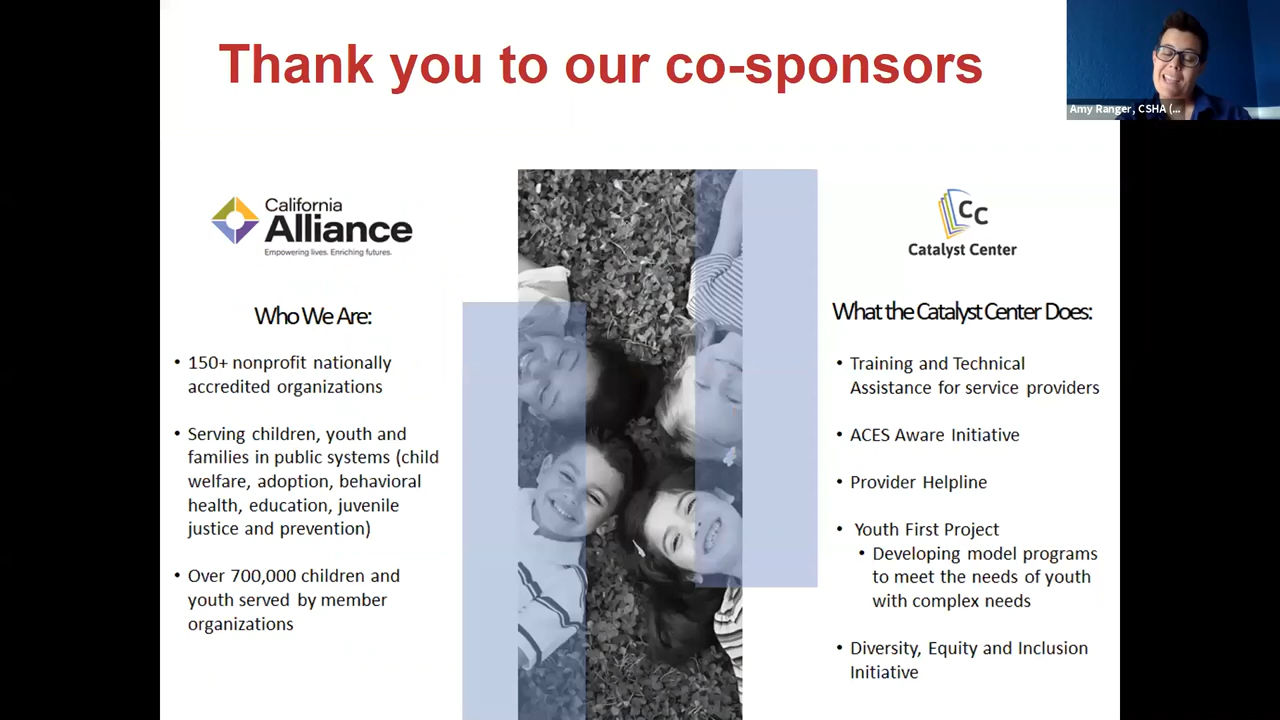 Thank you to our co-sponsors
Amy Ranger, CSHA (...
California
Alliance
Empowering lives. Enriching futures.
Who We Are:
• 150+ nonprofit nationally
accredited organizations
• Serving children, youth and
families in public systems (child
welfare, adoption, behavioral
health, education, juvenile
justice and prevention)
• Over 700,000 children and
youth served by member
organizations
CC
Catalyst Center
What the Catalyst Center Does:
• Training and Technical
Assistance for service providers
• ACES Aware Initiative
• Provider Helpline
• Youth First Project
• Developing model programs
to meet the needs of youth
with complex needs
• Diversity, Equity and Inclusion
Initiative